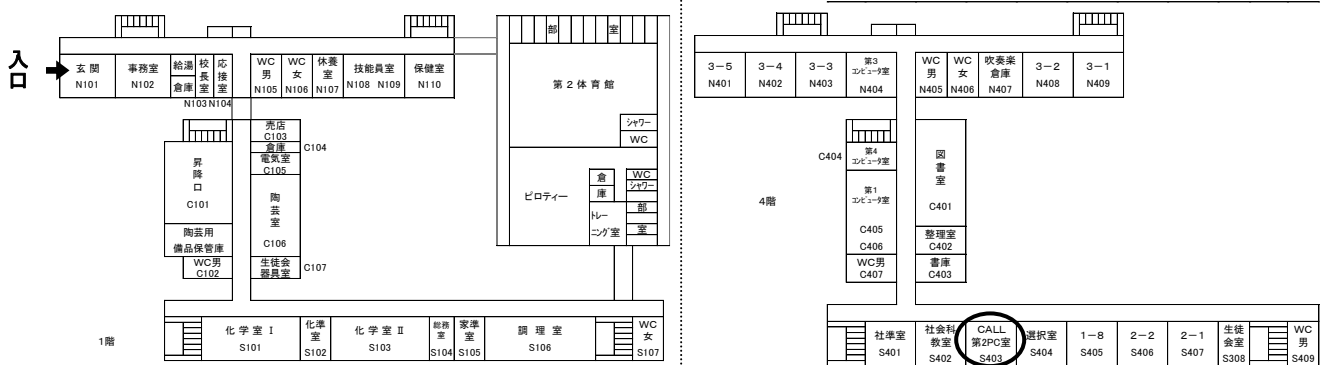 入口
玄関
N101
事務室
N102
給湯
倉庫
校長室
N103
応接室
N104
WC
男
N105
WC
女
N106
休養室
N107
技能員室
N108 N109
保健室
N110
部 室
第2体育館
シャワー
WC
ピロティー
倉庫
トレーニング室
WC
シャワー
部
室
売店
C103
倉庫
C104
電気室
C105
昇降口
C101
陶芸室
C106
陶芸用
備品保管庫
WC男
C102
生徒会
器具室
C107
1階
化学室Ⅰ
S101
化準室
S102
化学室Ⅱ
S103
総務室
S104
家準室
S105
調理室
S106
WC
女
S107
3-5
N401
3-4
N402
3-3
N403
第3
コンピュータ室
N404
WC
男
N405
WC
女
N406
吹奏楽
倉庫
N407
3-2
N408
3-1
N409
C404
第4
コンピュータ室
第1
コンピュータ室
C405
C406
WC男
C407
図書室
C401
整理室
C402
書庫
C403
4階
社準室
S401
社会科
教室
S402
CALL
第2PC室
S403
選択室
S404
1-8
S405
2-2
S406
2-1
S407
生徒
会室
S308
WC
男
S409